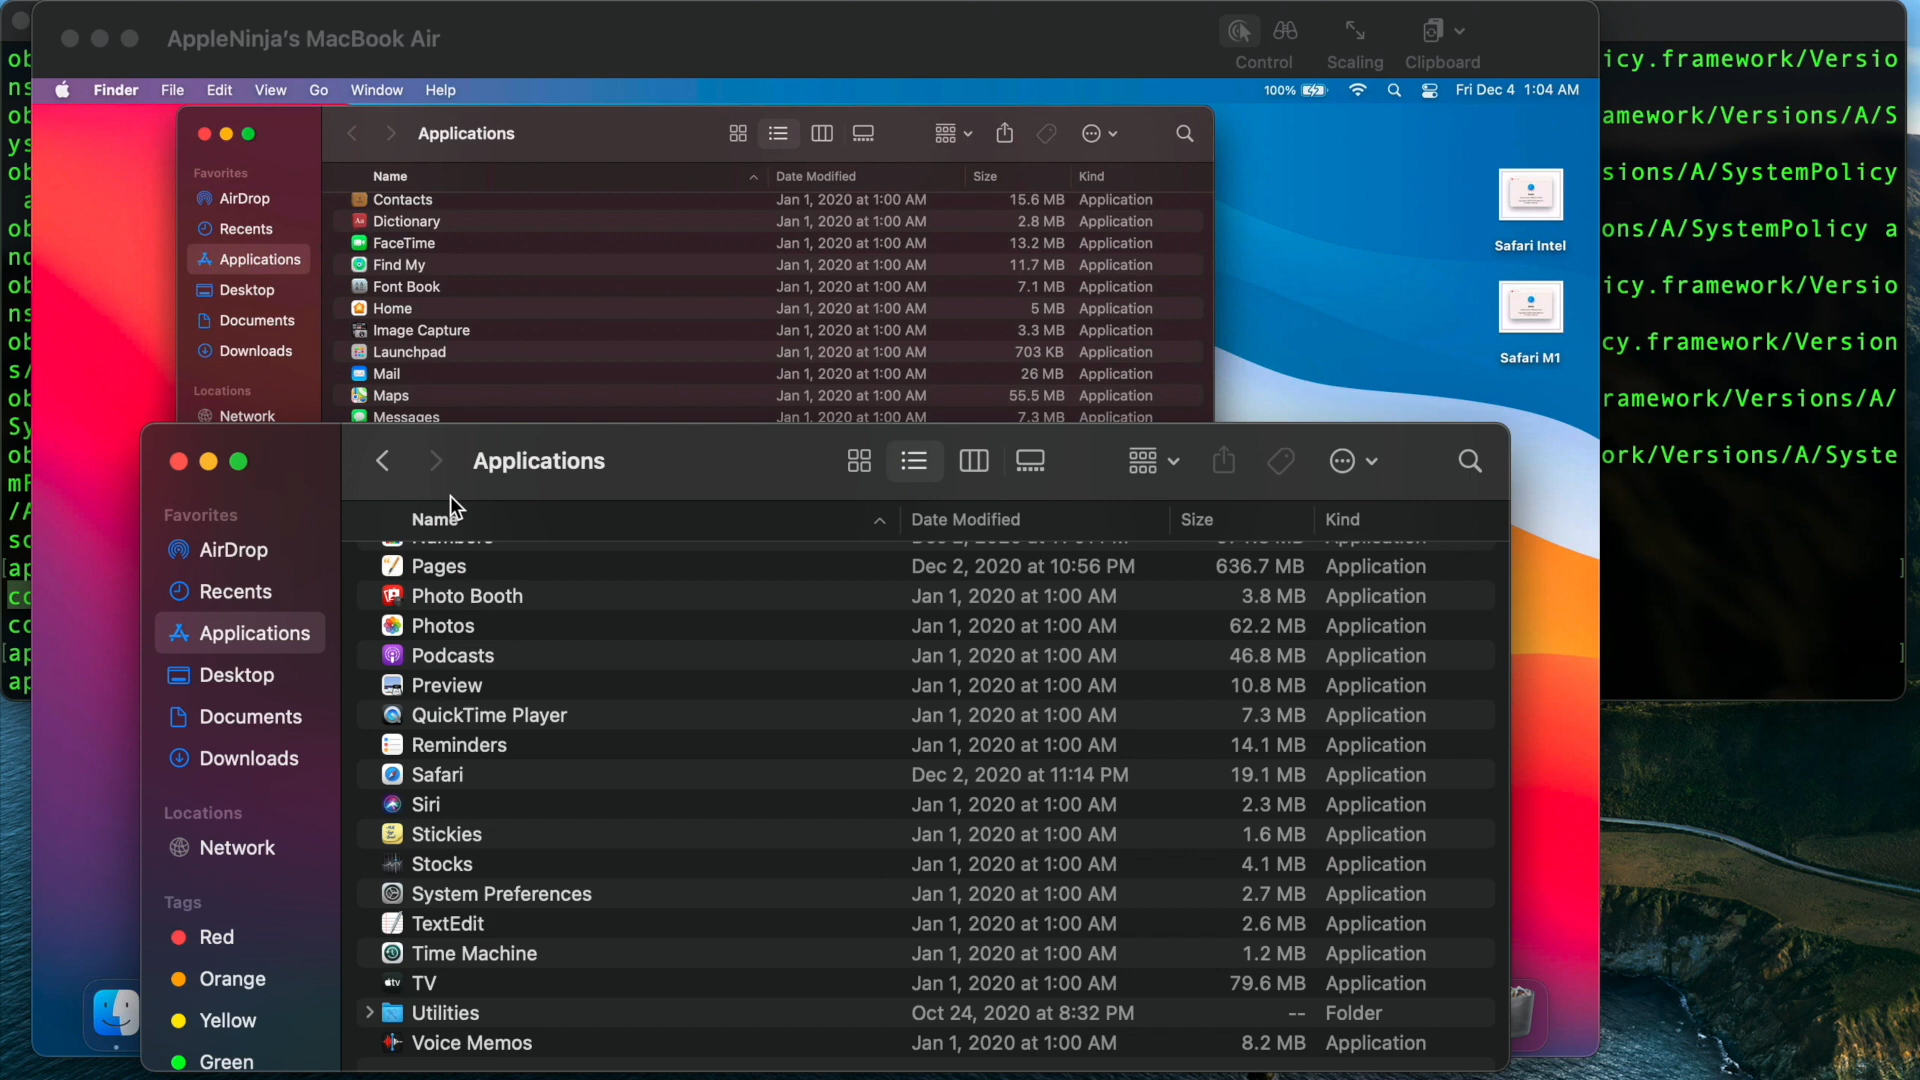 AppleNinja's MacBook Air
Control
Scaling
Clipboard
Finder File Edit View Go Window Help
100% Fri Dec 4 1:04 AM
Applications
Favorites
AirDrop
Recents
Applications
Desktop
Documents
Downloads
Locations
Network
Name Date Modified Size Kind
Contacts Jan 1, 2020 at 1:00 AM 15.6 MB Application
Dictionary Jan 1, 2020 at 1:00 AM 2.8 MB Application
FaceTime Jan 1, 2020 at 1:00 AM 13.2 MB Application
Find My Jan 1, 2020 at 1:00 AM 11.7 MB Application
Font Book Jan 1, 2020 at 1:00 AM 7.1 MB Application
Home Jan 1, 2020 at 1:00 AM 5 MB Application
Image Capture Jan 1, 2020 at 1:00 AM 3.3 MB Application
Launchpad Jan 1, 2020 at 1:00 AM 703 KB Application
Mail Jan 1, 2020 at 1:00 AM 26 MB Application
Maps Jan 1, 2020 at 1:00 AM 55.5 MB Application
Messages Jan 1, 2020 at 1:00 AM 7.3 MB Application
Safari Intel
Safari M1
icy.framework/Versio
amework/Versions/A/S
sions/A/SystemPolicy
ons/A/SystemPolicy a
icy.framework/Versio
cy.framework/Version
ramework/Versions/A/
ork/Versions/A/Syste
Applications
Favorites
AirDrop
Recents
Applications
Desktop
Documents
Downloads
Locations
Network
Tags
Red
Orange
Yellow
Green
Name Date Modified Size Kind
Pages Dec 2, 2020 at 10:56 PM 636.7 MB Application
Photo Booth Jan 1, 2020 at 1:00 AM 3.8 MB Application
Photos Jan 1, 2020 at 1:00 AM 62.2 MB Application
Podcasts Jan 1, 2020 at 1:00 AM 46.8 MB Application
Preview Jan 1, 2020 at 1:00 AM 10.8 MB Application
QuickTime Player Jan 1, 2020 at 1:00 AM 7.3 MB Application
Reminders Jan 1, 2020 at 1:00 AM 14.1 MB Application
Safari Dec 2, 2020 at 11:14 PM 19.1 MB Application
Siri Jan 1, 2020 at 1:00 AM 2.3 MB Application
Stickies Jan 1, 2020 at 1:00 AM 1.6 MB Application
Stocks Jan 1, 2020 at 1:00 AM 4.1 MB Application
System Preferences Jan 1, 2020 at 1:00 AM 2.7 MB Application
TextEdit Jan 1, 2020 at 1:00 AM 2.6 MB Application
Time Machine Jan 1, 2020 at 1:00 AM 1.2 MB Application
TV Jan 1, 2020 at 1:00 AM 79.6 MB Application
Utilities Oct 24, 2020 at 8:32 PM -- Folder
Voice Memos Jan 1, 2020 at 1:00 AM 8.2 MB Application